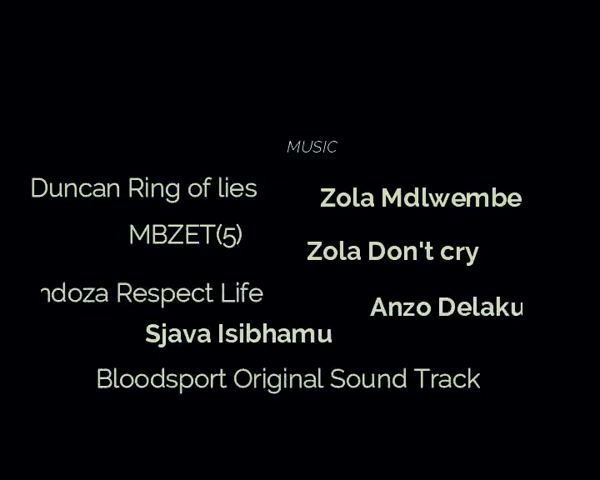 MUSIC
Duncan Ring of lies
Zola Mdlwembe
MBZET(5)
Zola Don't cry
Respect Life
Anzo Delaku
Sjava Isibhamu
Bloodsport Original Sound Track